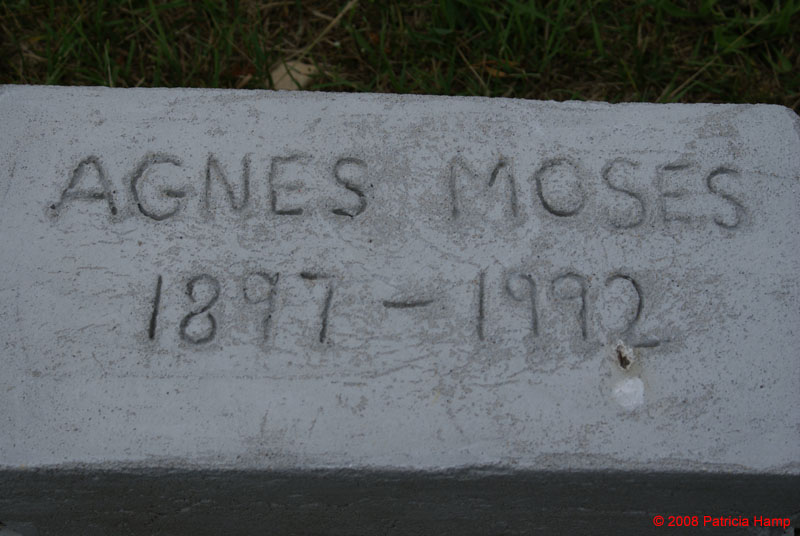 AGNES MOSES
1897 - 1992
© 2008 Patricia Hamp